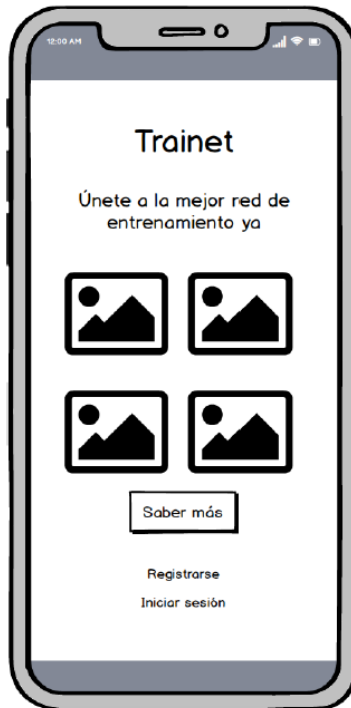 12:00 AM
Trainet
Únete a la mejor red de
entrenamiento ya
Saber más
Registrarse
Iniciar sesión